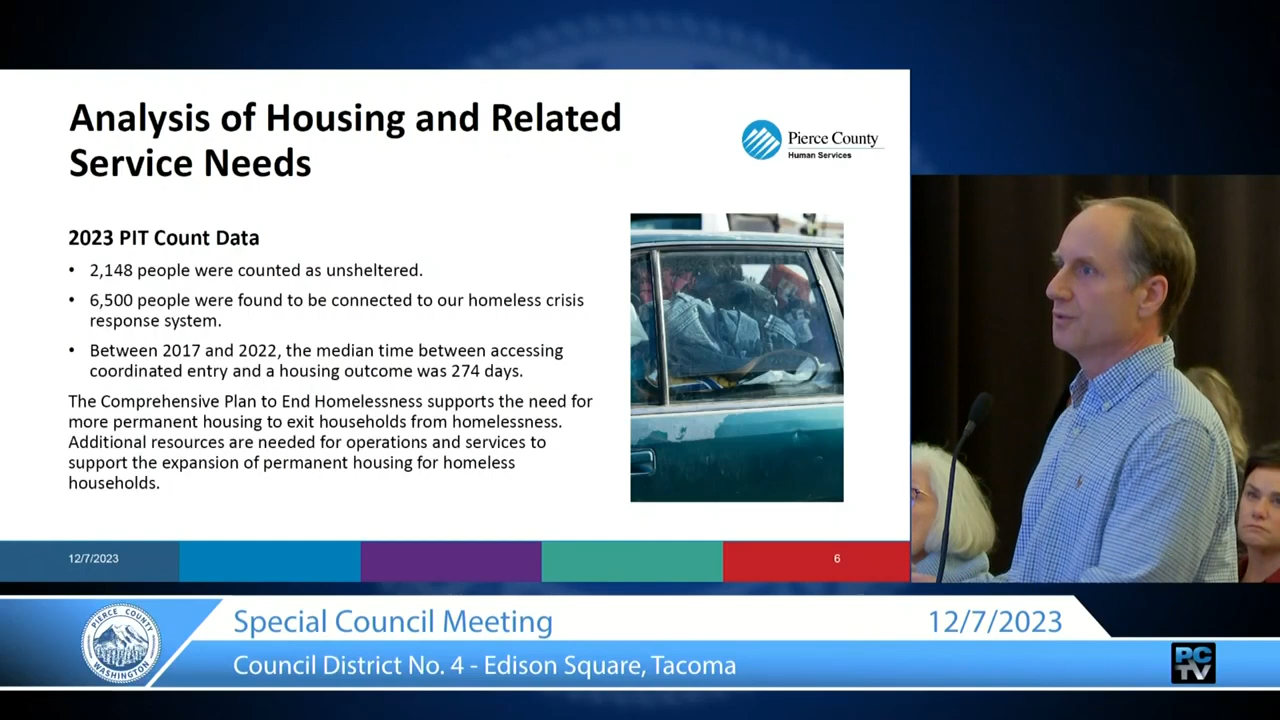 Analysis of Housing and Related
Service Needs
Pierce County
Human Services
2023 PIT Count Data
• 2,148 people were counted as unsheltered.
• 6,500 people were found to be connected to our homeless crisis
response system.
• Between 2017 and 2022, the median time between accessing
coordinated entry and a housing outcome was 274 days.
The Comprehensive Plan to End Homelessness supports the need for
more permanent housing to exit households from homelessness.
Additional resources are needed for operations and services to
support the expansion of permanent housing for homeless
households.
12/7/2023
6
PIERCE COUNTY
WASHINGTON
Special Council Meeting
12/7/2023
Council District No. 4 - Edison Square, Tacoma
PC
TV